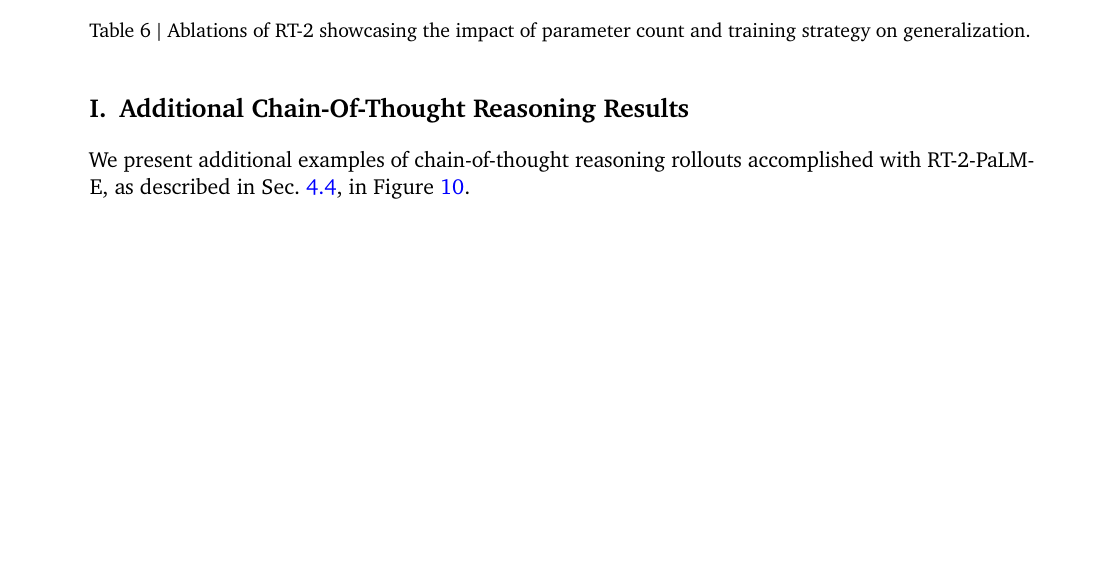 Table 6 | Ablations of RT-2 showcasing the impact of parameter count and training strategy on generalization.
I. Additional Chain-Of-Thought Reasoning Results
We present additional examples of chain-of-thought reasoning rollouts accomplished with RT-2-PaLM-
E, as described in Sec. 4.4, in Figure 10.